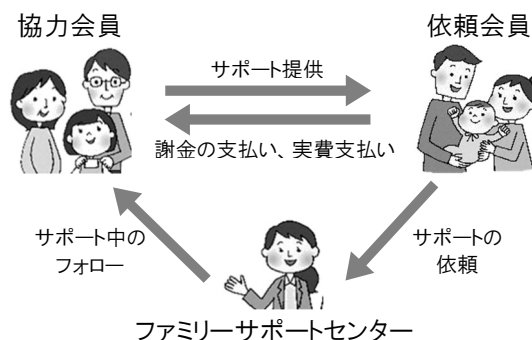 協力会員
依頼会員
サポート提供
謝金の支払い、実費支払い
サポート中の
フォロー
サポートの
依頼
ファミリーサポートセンター